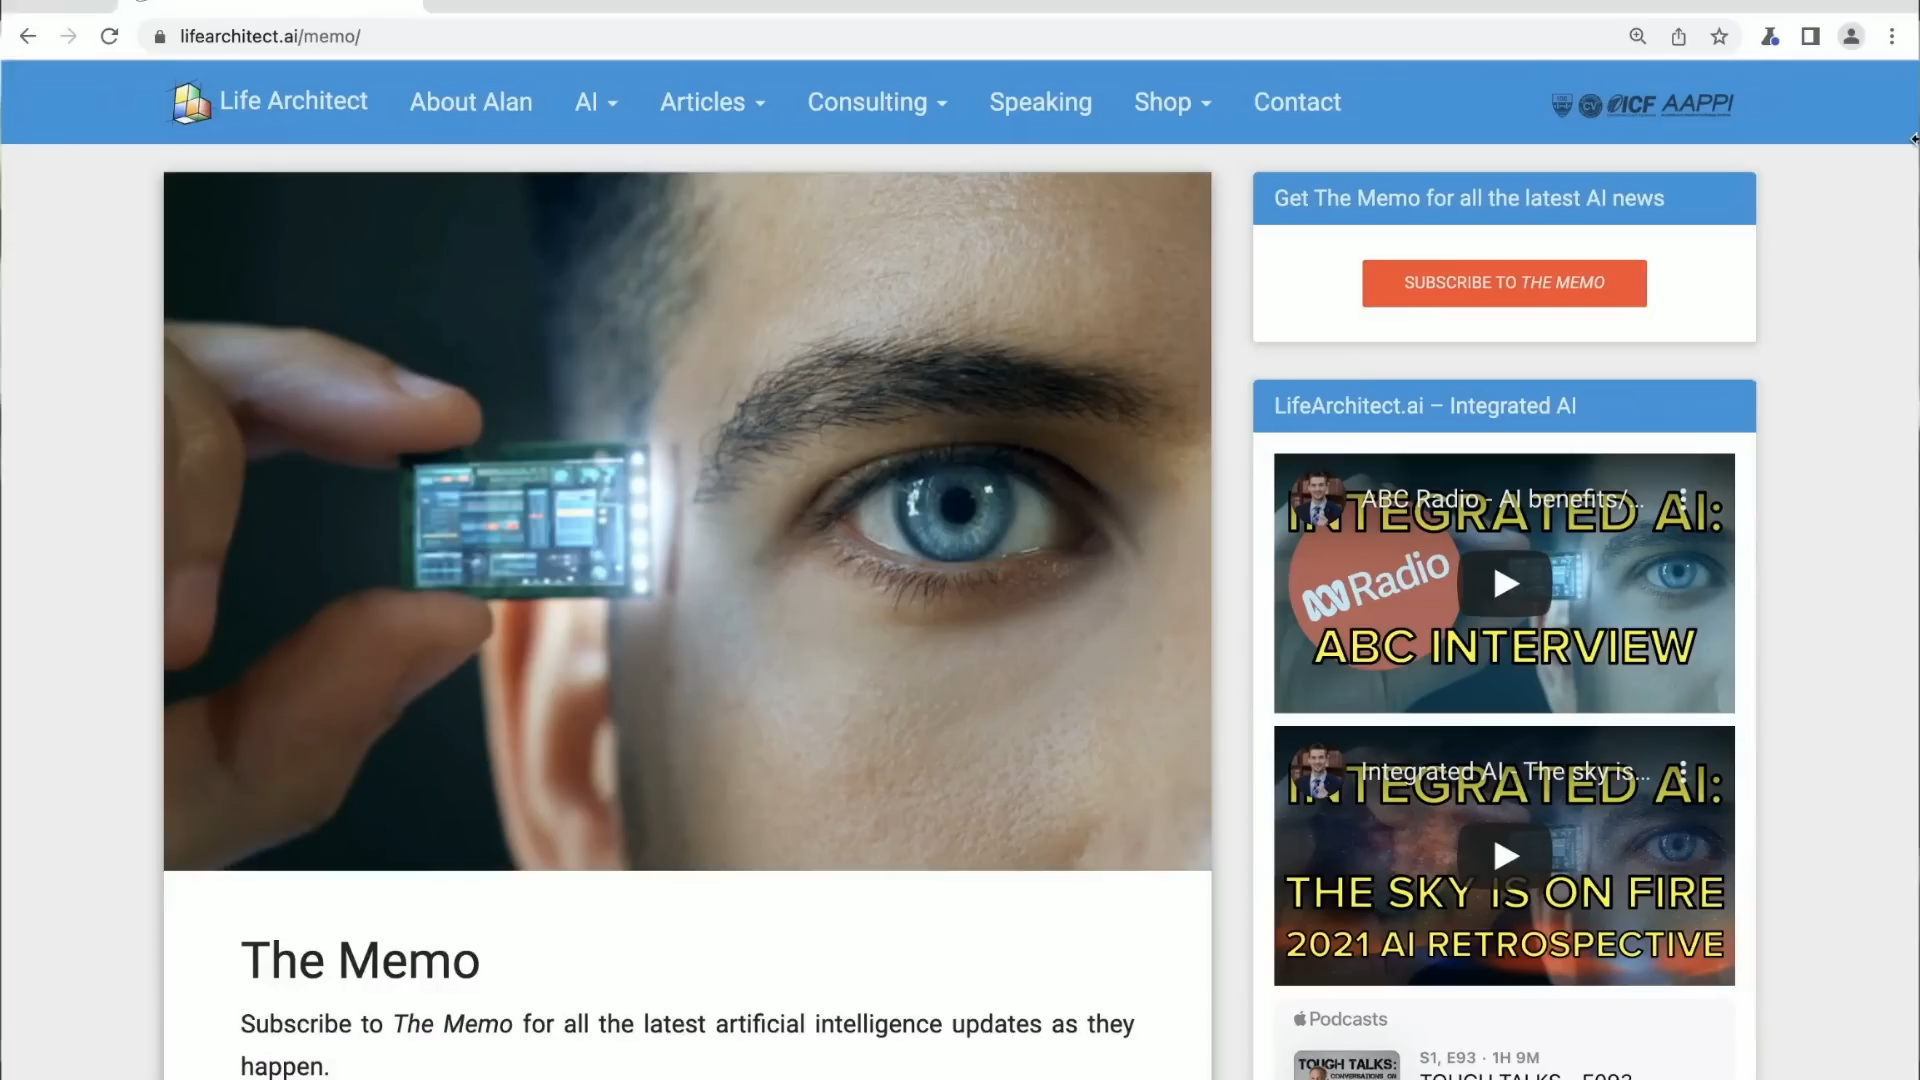 lifearchitect.ai/memo/
Life Architect About Alan AI Articles Consulting Speaking Shop Contact
CV ICF AAPPI
Get The Memo for all the latest AI news
SUBSCRIBE TO THE MEMO
LifeArchitect.ai – Integrated AI
ABC Radio - AI benefits/...
INTEGRATED AI:
Radio
ABC INTERVIEW
Integrated AI - The sky is...
INTEGRATED AI:
THE SKY IS ON FIRE
2021 AI RETROSPECTIVE
Podcasts
S1, E93 · 1H 9M
TOUGH TALKS:
TOUGH TALKS – E093
The Memo
Subscribe to The Memo for all the latest artificial intelligence updates as they
happen.